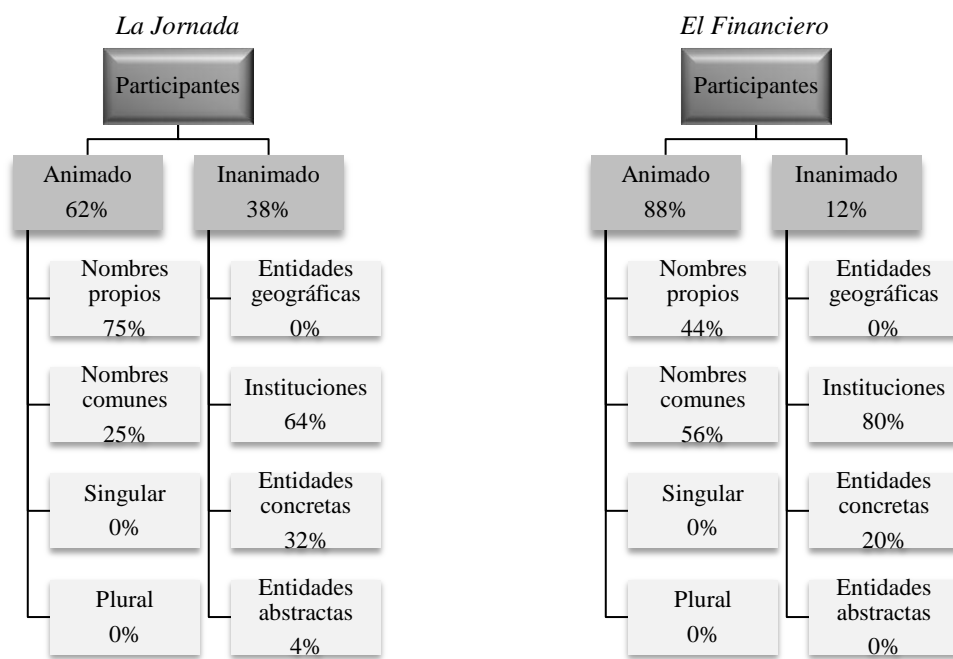 La Jornada
Participantes
Animado
62%
Inanimado
38%
Nombres
propios
75%
Entidades
geográficas
0%
Nombres
comunes
25%
Instituciones
64%
Singular
0%
Entidades
concretas
32%
Plural
0%
Entidades
abstractas
4%
El Financiero
Participantes
Animado
88%
Inanimado
12%
Nombres
propios
44%
Entidades
geográficas
0%
Nombres
comunes
56%
Instituciones
80%
Singular
0%
Entidades
concretas
20%
Plural
0%
Entidades
abstractas
0%